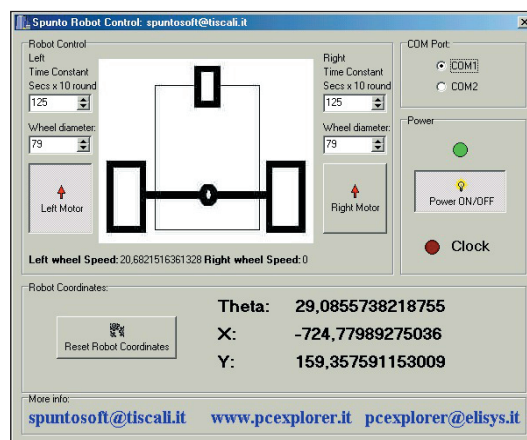 Spunto Robot Control: spuntosoft@tiscali.it
Robot Control
Left
Time Constant
Secs x 10 round
125
Wheel diameter:
79
Left Motor
Right
Time Constant
Secs x 10 round
125
Wheel diameter:
79
Right Motor
Left wheel Speed: 20,6821516361328 Right wheel Speed: 0
COM Port:
COM1
COM2
Power
Power ON/OFF
Clock
Robot Coordinates:
Reset Robot Coordinates
Theta: 29,0855738218755
X: -724,77989275036
Y: 159,357591153009
More info:
spuntosoft@tiscali.it www.pcexplorer.it pcexplorer@elisys.it